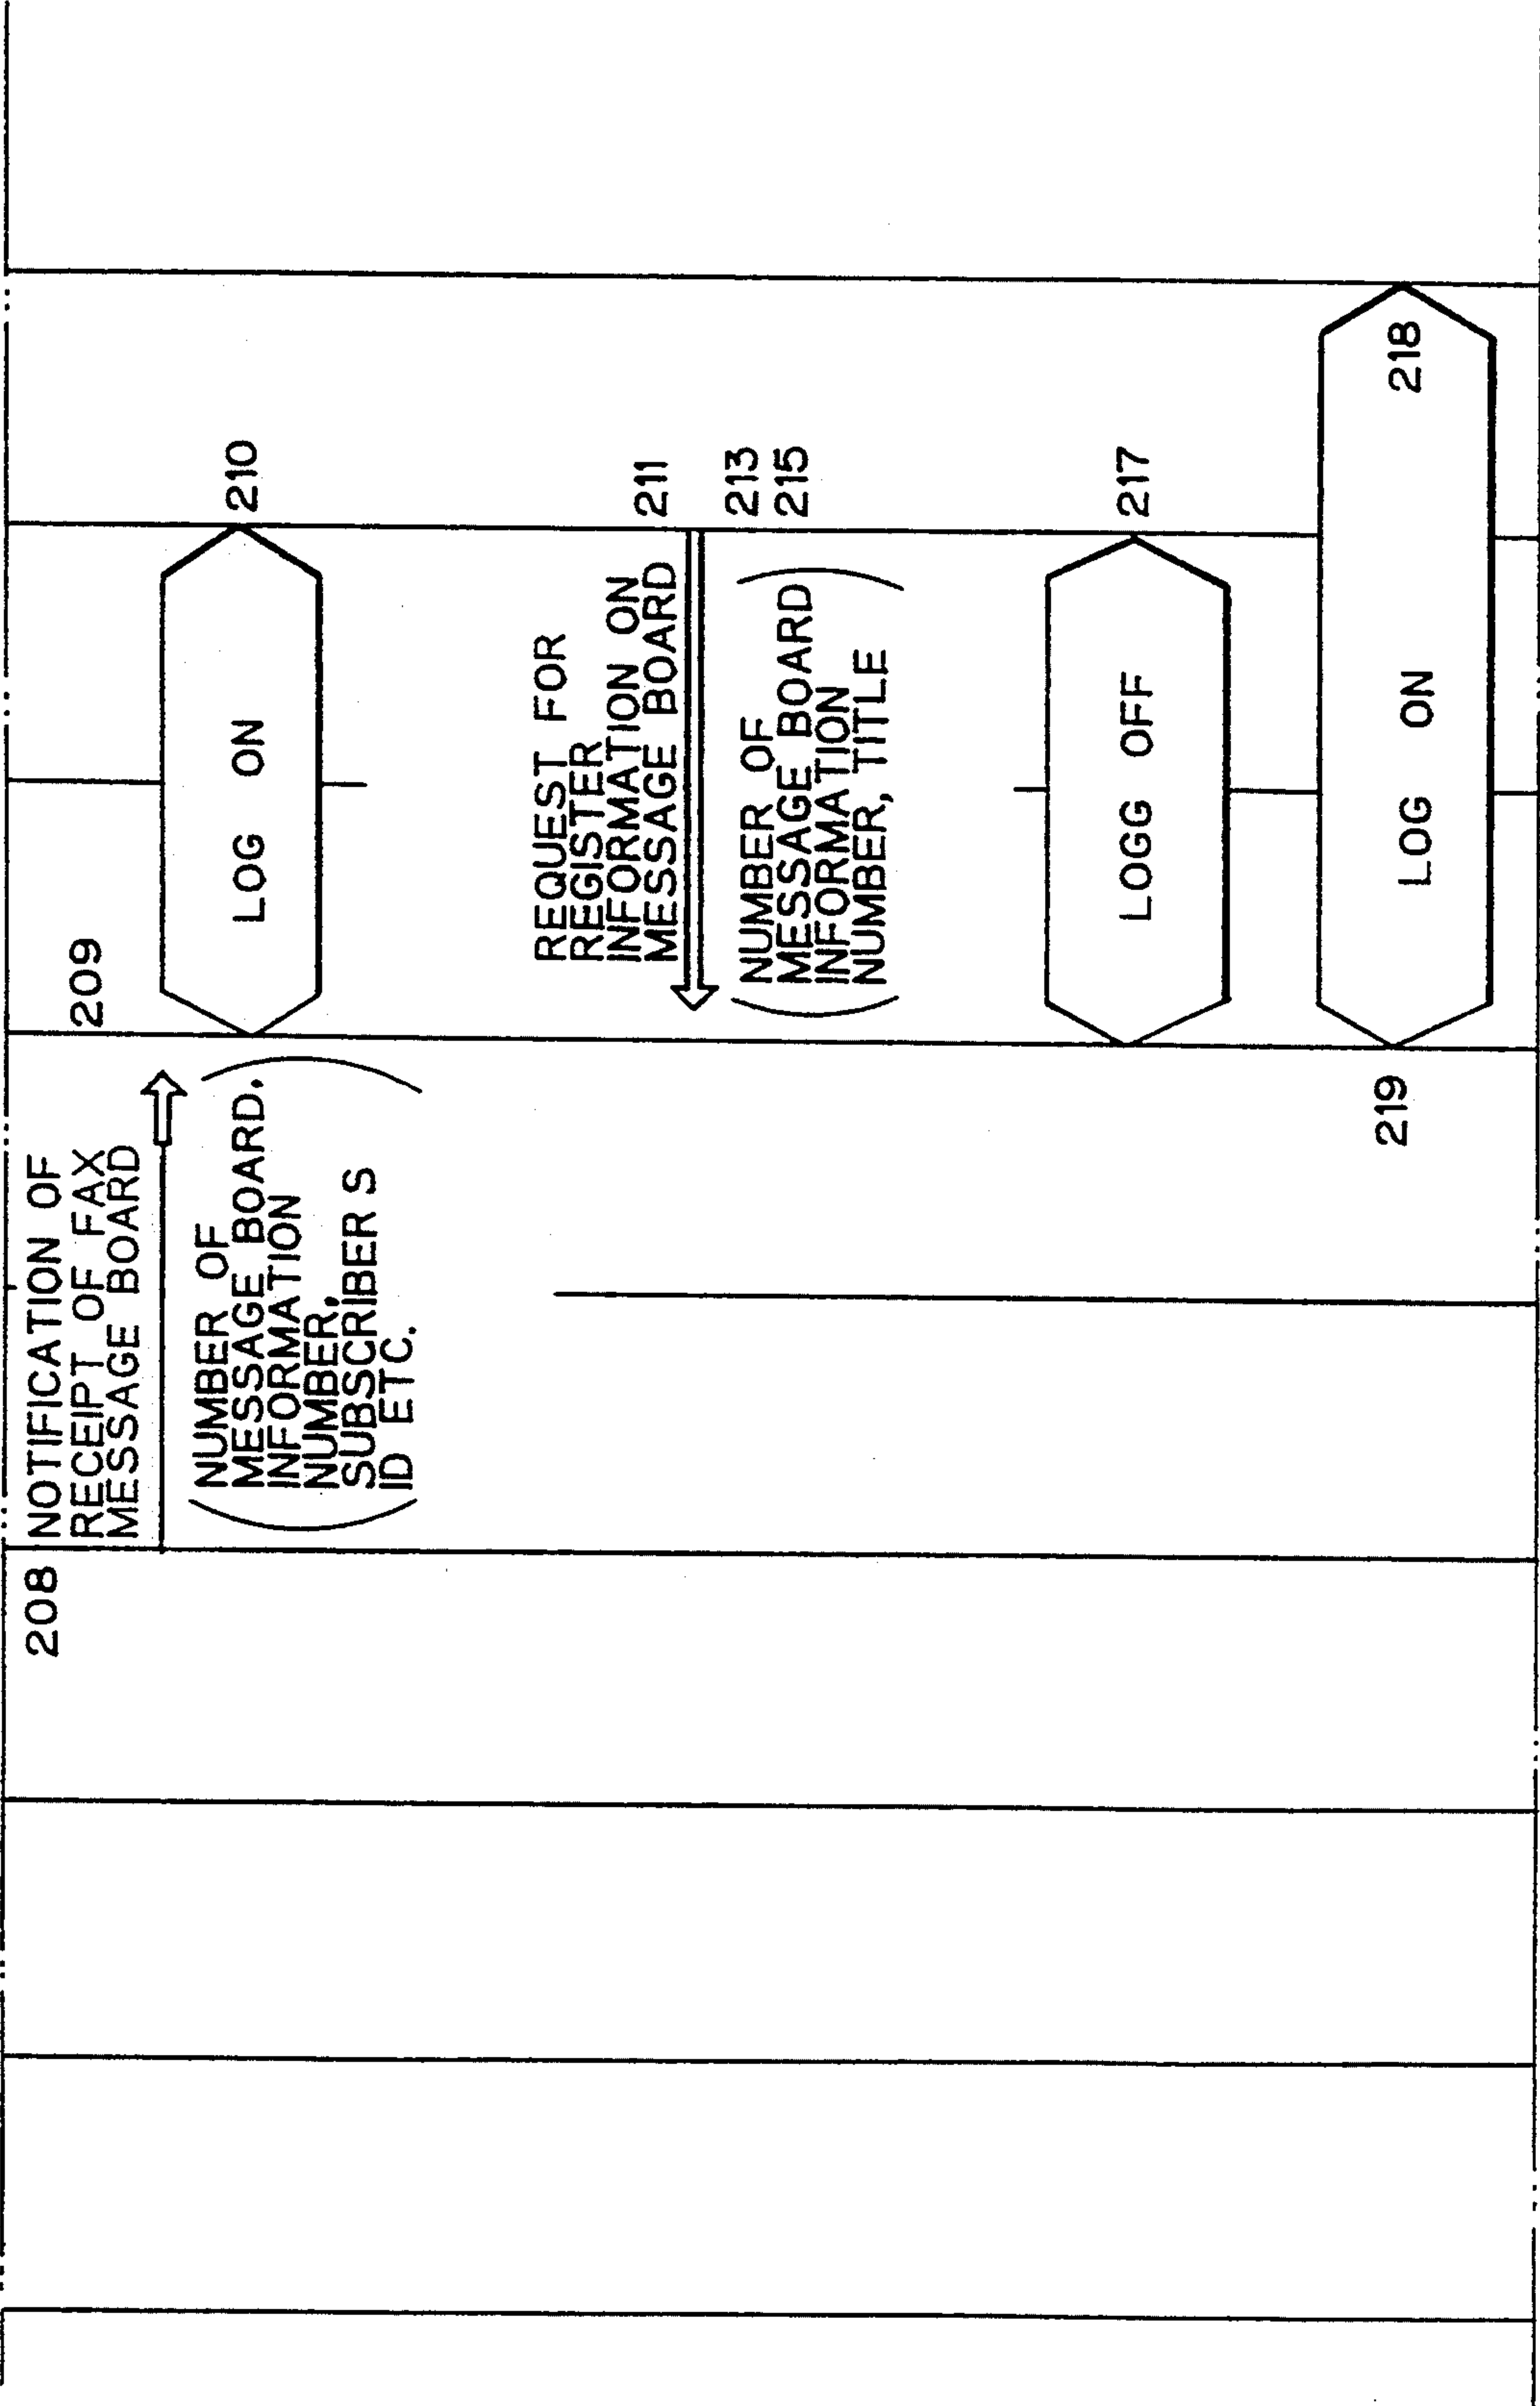 208
NOTIFICATION OF
RECEIPT OF FAX
MESSAGE BOARD
NUMBER OF
MESSAGE BOARD,
INFORMATION
NUMBER,
SUBSCRIBER S
ID ETC.
209
LOG ON
210
REQUEST FOR
REGISTER
INFORMATION ON
MESSAGE BOARD
211
213
215
(NUMBER OF
MESSAGE BOARD
INFORMATION
NUMBER, TITLE)
LOGG OFF
217
219
LOG ON
218